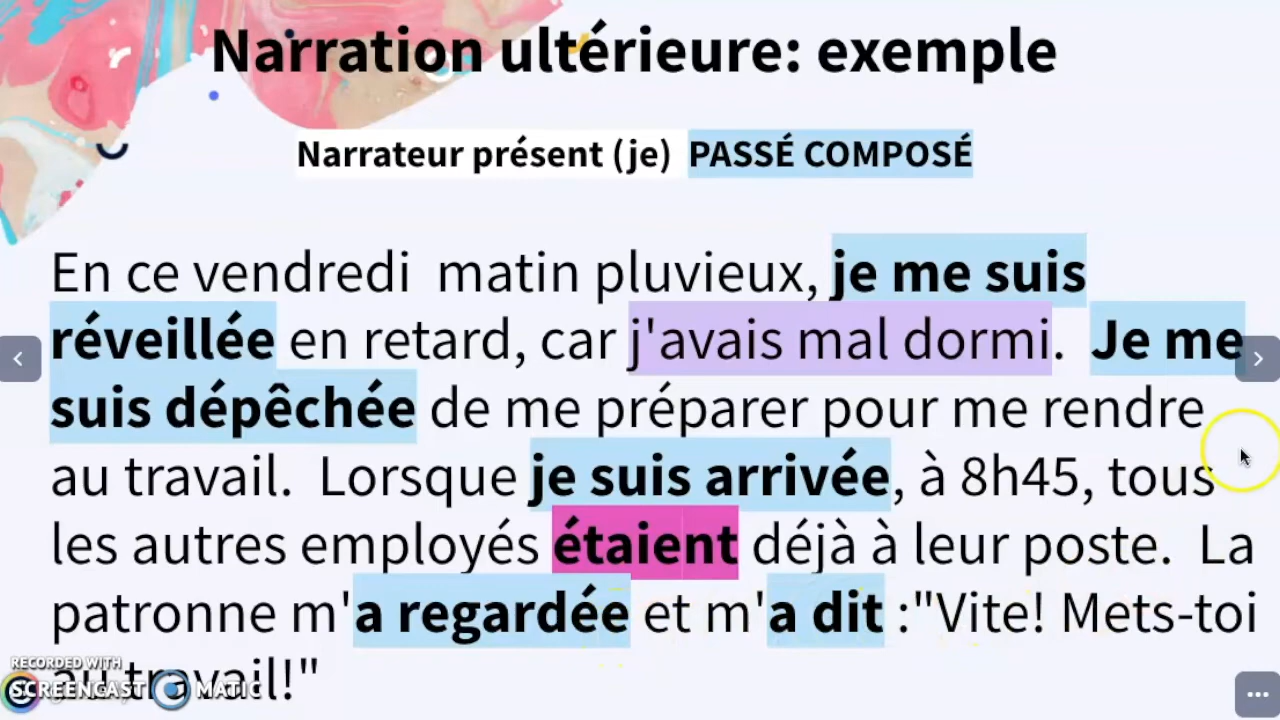 Narration ultérieure: exemple
Narrateur présent (je) PASSÉ COMPOSÉ
En ce vendredi matin pluvieux, je me suis
réveillée en retard, car j'avais mal dormi. Je me
suis dépêchée de me préparer pour me rendre
au travail. Lorsque je suis arrivée, à 8h45, tous
les autres employés étaient déjà à leur poste. La
patronne m'a regardée et m'a dit :"Vite! Mets-toi
au travail!"
RECORDED WITH
SCREENCAST MATIC